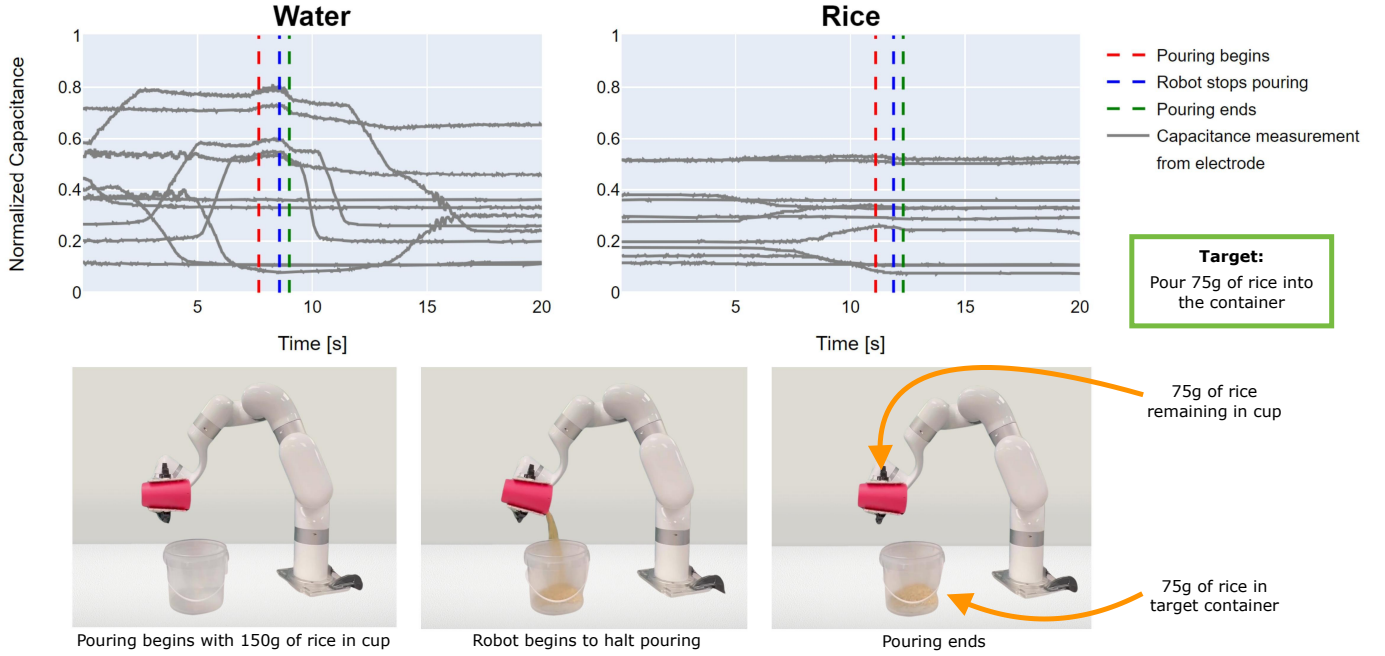 Water
Rice
Normalized Capacitance
1
0.8
0.6
0.4
0.2
0
5
10
15
20
Time [s]
1
0.8
0.6
0.4
0.2
0
5
10
15
20
Time [s]
Pouring begins
Robot stops pouring
Pouring ends
Capacitance measurement
from electrode
Target:
Pour 75g of rice into
the container
75g of rice
remaining in cup
75g of rice in
target container
Pouring begins with 150g of rice in cup
Robot begins to halt pouring
Pouring ends